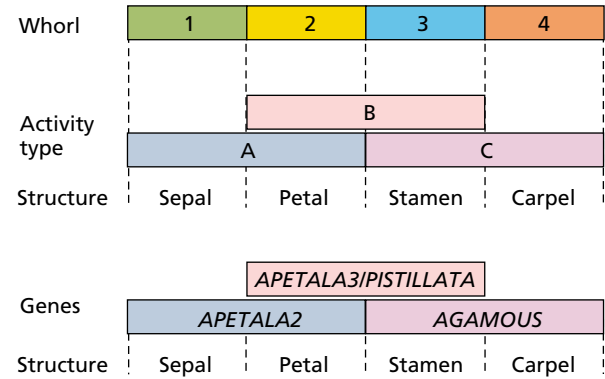 Whorl 1 2 3 4
B
Activity
type
A C
Structure Sepal Petal Stamen Carpel
APETALA3/PISTILLATA
Genes
APETALA2 AGAMOUS
Structure Sepal Petal Stamen Carpel